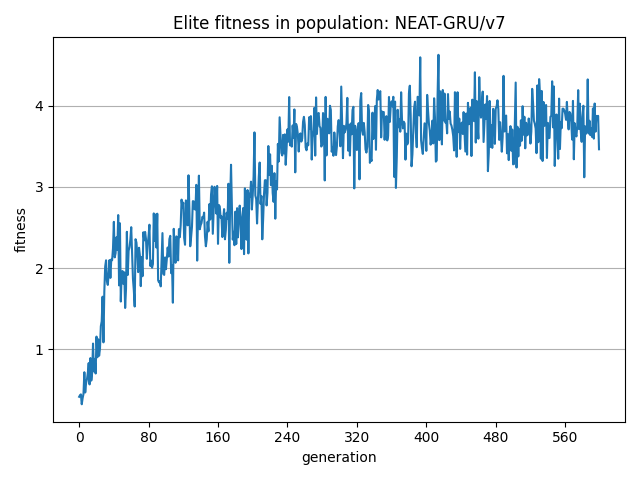 Elite fitness in population: NEAT-GRU/v7
fitness
4
3
2
1
0 80 160 240 320 400 480 560
generation